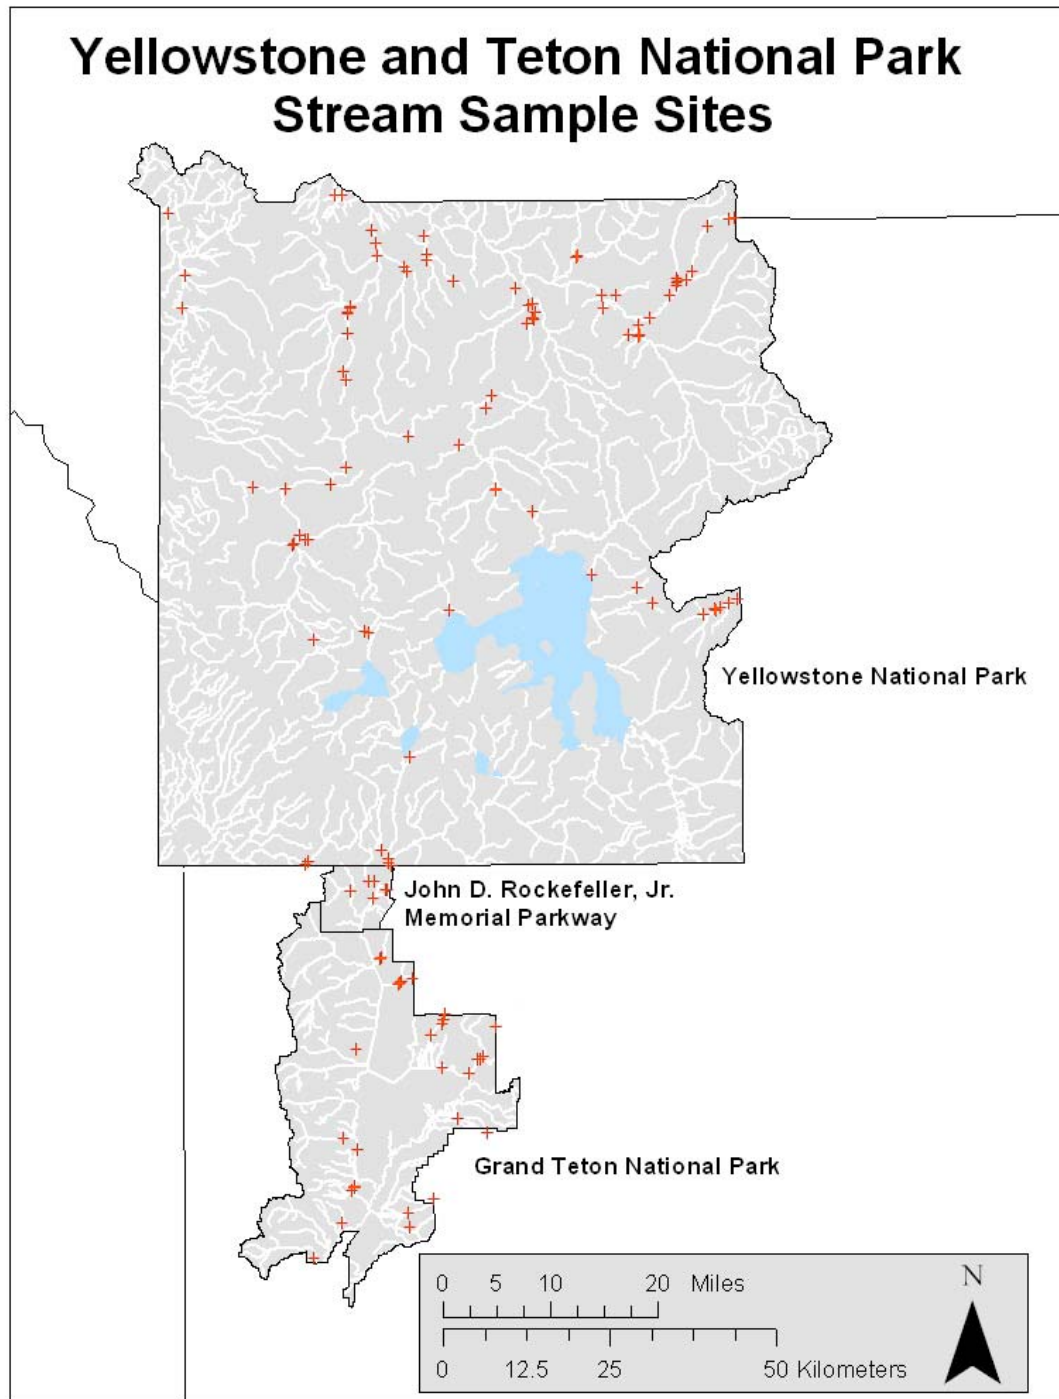 Yellowstone and Teton National Park
Stream Sample Sites
Yellowstone National Park
John D. Rockefeller, Jr.
Memorial Parkway
Grand Teton National Park
0 5 10 20 Miles
0 12.5 25 50 Kilometers
N